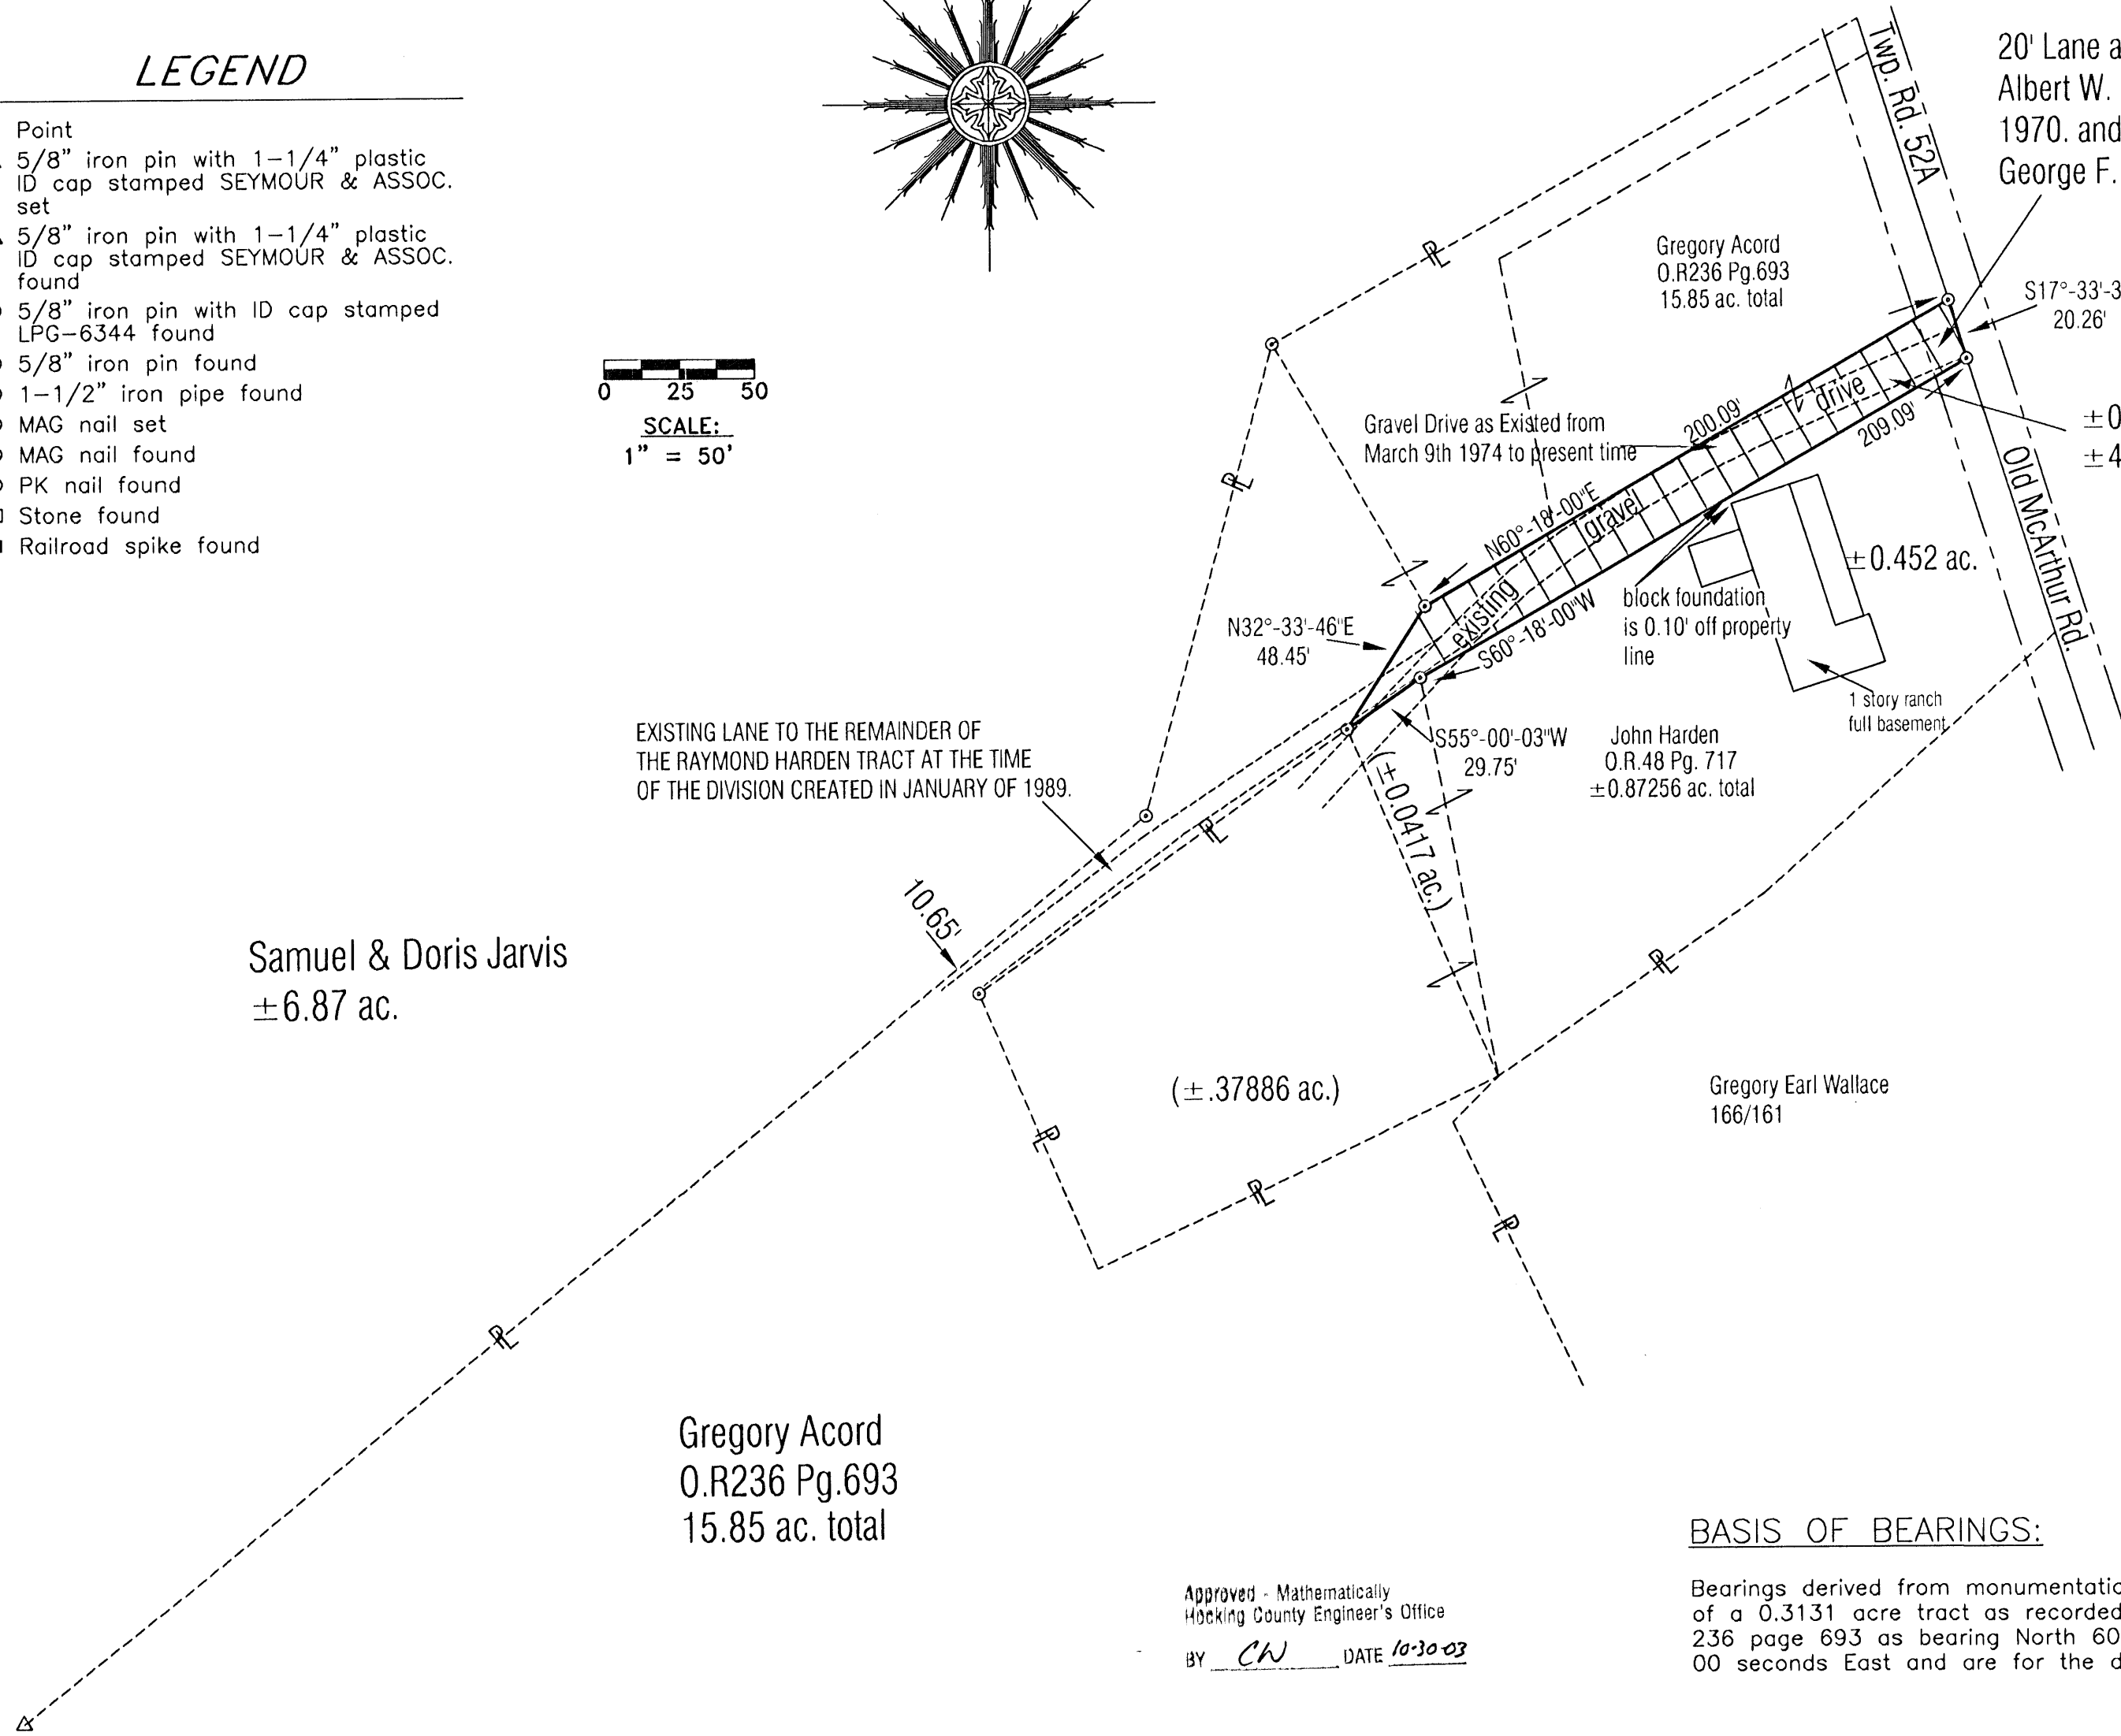 LEGEND
Point
5/8" iron pin with 1-1/4" plastic
ID cap stamped SEYMOUR & ASSOC.
set
5/8" iron pin with 1-1/4" plastic
ID cap stamped SEYMOUR & ASSOC.
found
5/8" iron pin with ID cap stamped
LPG-6344 found
5/8" iron pin found
1-1/2" iron pipe found
MAG nail set
MAG nail found
PK nail found
Stone found
Railroad spike found
0 25 50
SCALE:
1" = 50'
20' Lane a
Albert W.
1970. and
George F.
Twp. Rd. 52A
Gregory Acord
O.R236 Pg.693
15.85 ac. total
S17°-33'-3
20.26'
±0
±4
Old McArthur Rd.
Gravel Drive as Existed from
March 9th 1974 to present time
200.09'
drive
209.09'
N60°-18'-00"E
gravel
existing
S60°-18'-00"W
±0.452 ac.
block foundation
is 0.10' off property
line
1 story ranch
full basement
N32°-33'-46"E
48.45'
S55°-00'-03"W
29.75'
John Harden
O.R.48 Pg. 717
±0.87256 ac. total
(±0.0417 ac.)
EXISTING LANE TO THE REMAINDER OF
THE RAYMOND HARDEN TRACT AT THE TIME
OF THE DIVISION CREATED IN JANUARY OF 1989.
10.65'
Samuel & Doris Jarvis
±6.87 ac.
(±.37886 ac.)
Gregory Earl Wallace
166/161
PL
PL
PL
PL
PL
PL
PL
PL
Gregory Acord
O.R236 Pg.693
15.85 ac. total
Approved - Mathematically
Hocking County Engineer's Office
BY CW DATE 10-30-03
BASIS OF BEARINGS:
Bearings derived from monumentatio
of a 0.3131 acre tract as recorded
236 page 693 as bearing North 60
00 seconds East and are for the d